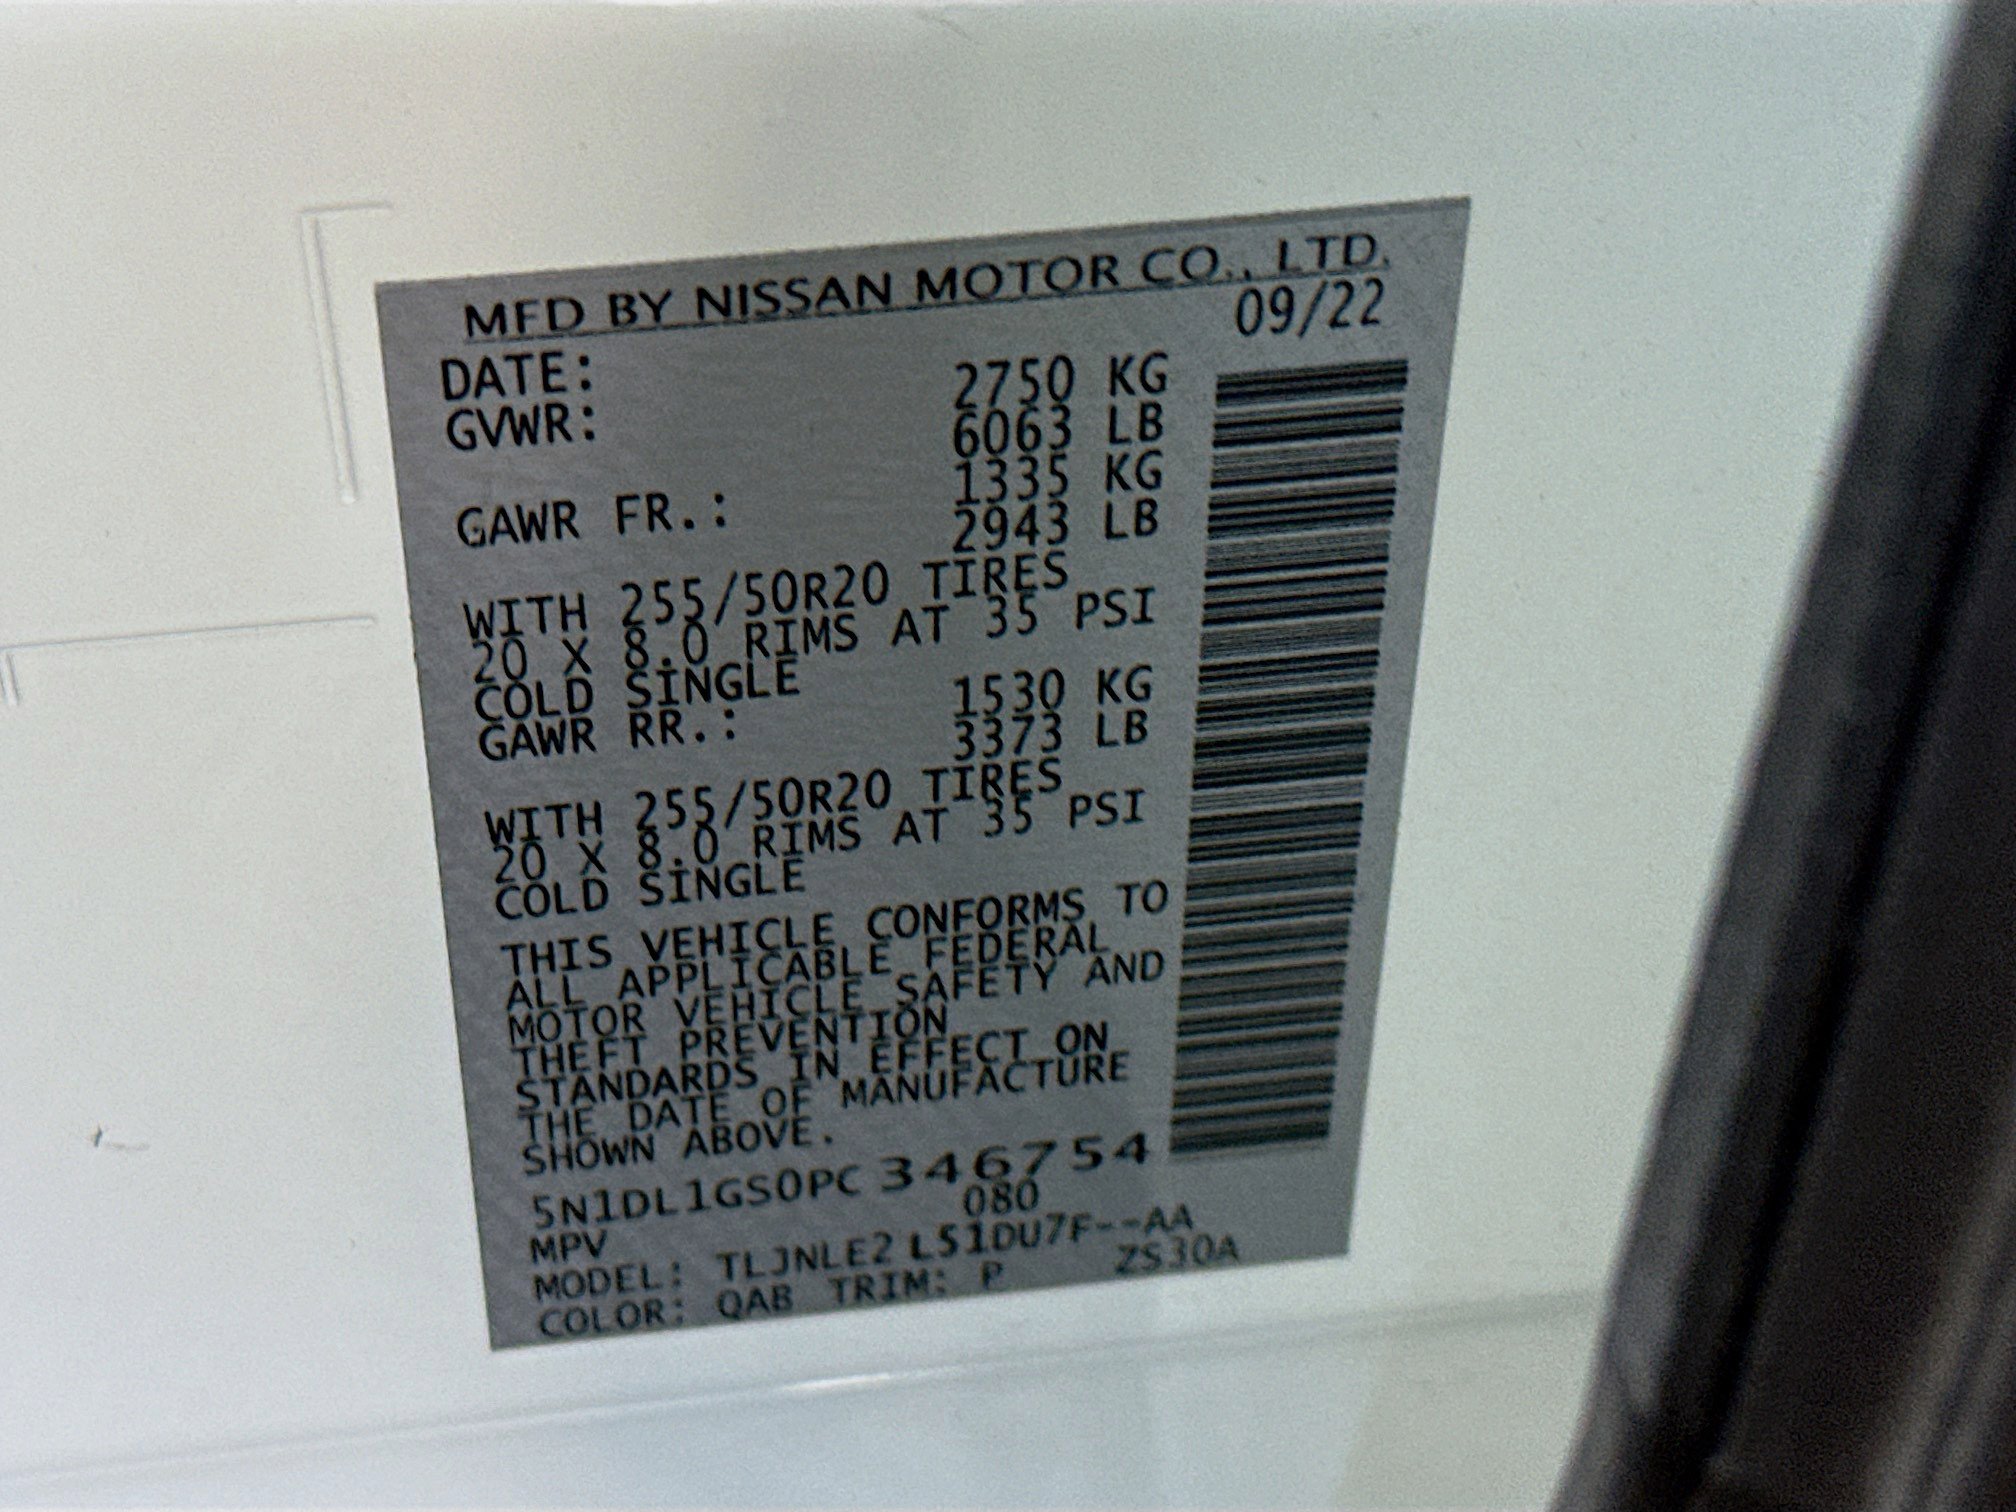 MFD BY NISSAN MOTOR CO., LTD.
DATE: 09/22
GVWR: 2750 KG
6063 LB
GAWR FR.: 1335 KG
2943 LB
WITH 255/50R20 TIRES
20 X 8.0 RIMS AT 35 PSI
COLD SINGLE
GAWR RR.: 1530 KG
3373 LB
WITH 255/50R20 TIRES
20 X 8.0 RIMS AT 35 PSI
COLD SINGLE
THIS VEHICLE CONFORMS TO
ALL APPLICABLE FEDERAL
MOTOR VEHICLE SAFETY AND
THEFT PREVENTION
STANDARDS IN EFFECT ON
THE DATE OF MANUFACTURE
SHOWN ABOVE.
5N1DL1GS0PC 346754
MPV 080
MODEL: TLJNLE2 L51DU7F--AA
COLOR: QAB TRIM: P ZS30A